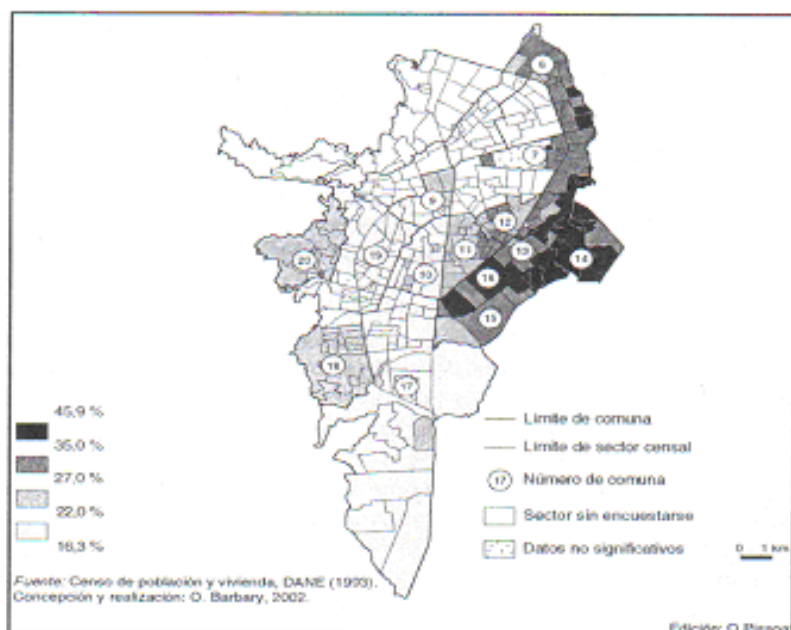 6
7
9
12
11
13
20
19
10
14
16
15
18
17
45,9 %
35,0 %
27,0 %
22,0 %
16,3 %
Límite de comuna
Límite de sector censal
17 Número de comuna
Sector sin encuestarse
Datos no significativos
0 1 km
Fuente: Censo de población y vivienda, DANE (1993).
Concepción y realización: O. Barbary, 2002.
Edición: O.Pissoat